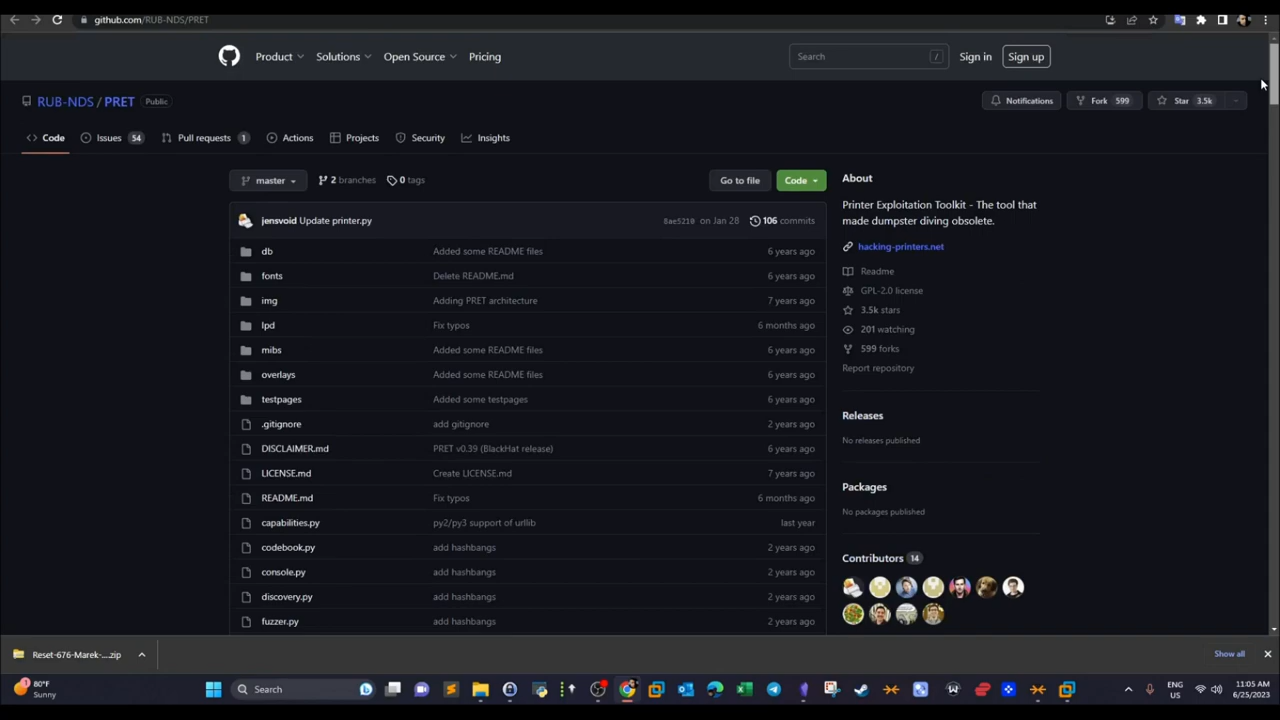 github.com/RUB-NDS/PRET
Product Solutions Open Source Pricing Search / Sign in Sign up
RUB-NDS / PRET Public Notifications Fork 599 Star 3.5k
Code Issues 54 Pull requests 1 Actions Projects Security Insights
master 2 branches 0 tags Go to file Code
jensvoid Update printer.py 8ae5210 on Jan 28 106 commits
db Added some README files 6 years ago
fonts Delete README.md 6 years ago
img Adding PRET architecture 7 years ago
lpd Fix typos 6 months ago
mibs Added some README files 6 years ago
overlays Added some README files 6 years ago
testpages Added some testpages 6 years ago
.gitignore add gitignore 2 years ago
DISCLAIMER.md PRET v0.39 (BlackHat release) 6 years ago
LICENSE.md Create LICENSE.md 7 years ago
README.md Fix typos 6 months ago
capabilities.py py2/py3 support of urllib last year
codebook.py add hashbangs 2 years ago
console.py add hashbangs 2 years ago
discovery.py add hashbangs 2 years ago
fuzzer.py add hashbangs 2 years ago
About
Printer Exploitation Toolkit - The tool that
made dumpster diving obsolete.
hacking-printers.net
Readme
GPL-2.0 license
3.5k stars
201 watching
599 forks
Report repository
Releases
No releases published
Packages
No packages published
Contributors 14
Reset-676-Marek-....zip Show all
80°F
Sunny
Search
ENG
US
11:05 AM
6/25/2023